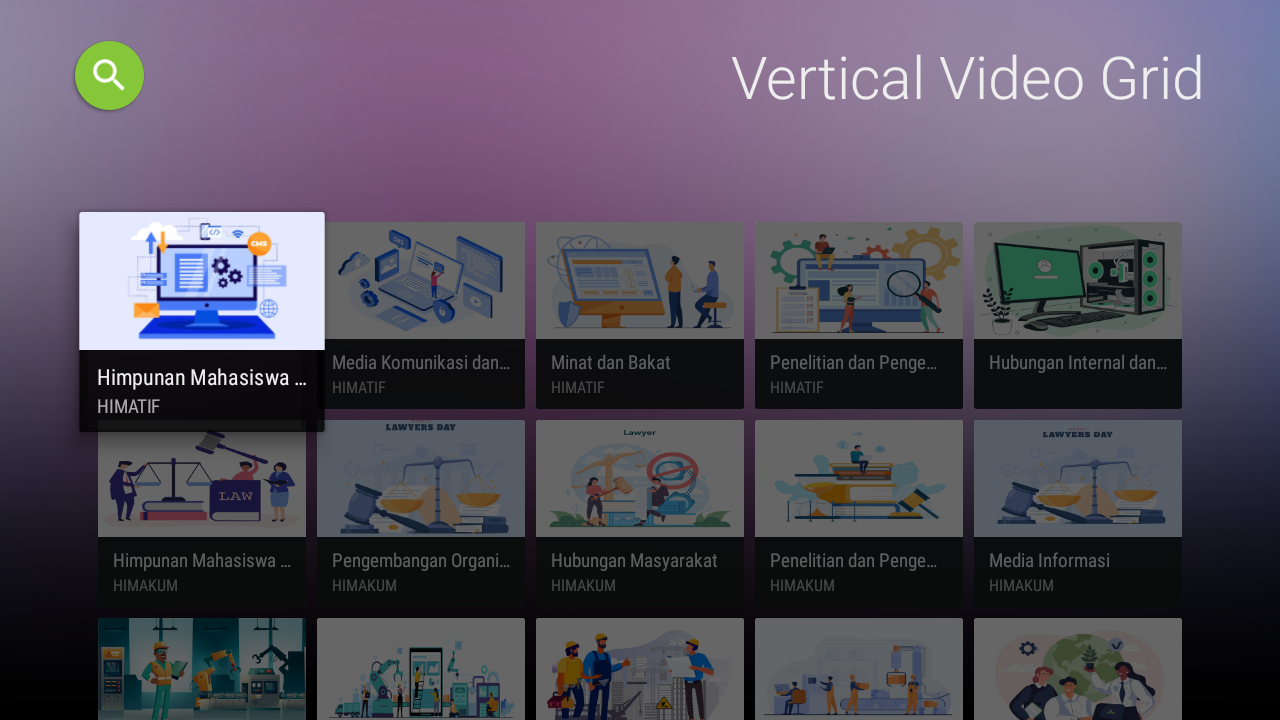 Vertical Video Grid
CMS
Himpunan Mahasiswa ...
HIMATIF
Media Komunikasi dan...
HIMATIF
Minat dan Bakat
HIMATIF
Penelitian dan Penge...
HIMATIF
Hubungan Internal dan...
LAW
Himpunan Mahasiswa ...
HIMAKUM
LAWYERS DAY
Pengembangan Organi...
HIMAKUM
Lawyer
Hubungan Masyarakat
HIMAKUM
Penelitian dan Penge...
HIMAKUM
LAWYERS DAY
Media Informasi
HIMAKUM